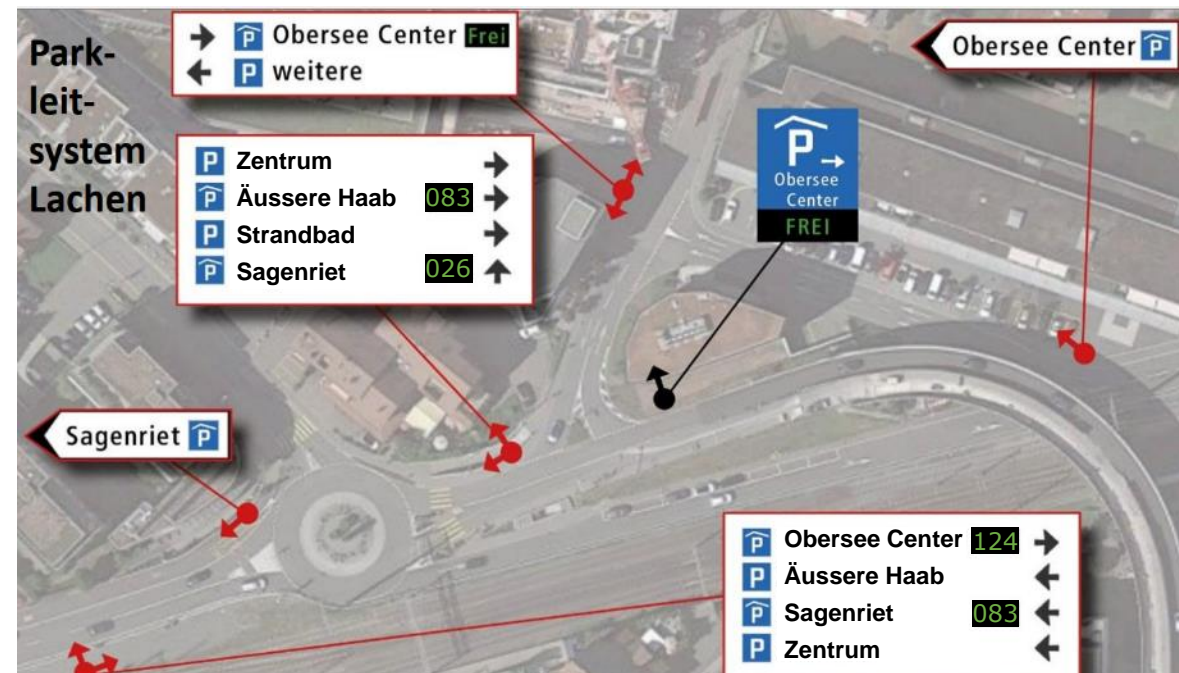 Park-
leit-
system
Lachen
→ P Obersee Center Frei
← P weitere
P Zentrum →
P Äussere Haab 083 →
P Strandbad →
P Sagenriet 026 ↑
Obersee Center P
P →
Obersee
Center
FREI
Sagenriet P
P Obersee Center 124 →
P Äussere Haab ←
P Sagenriet 083 ←
P Zentrum ←